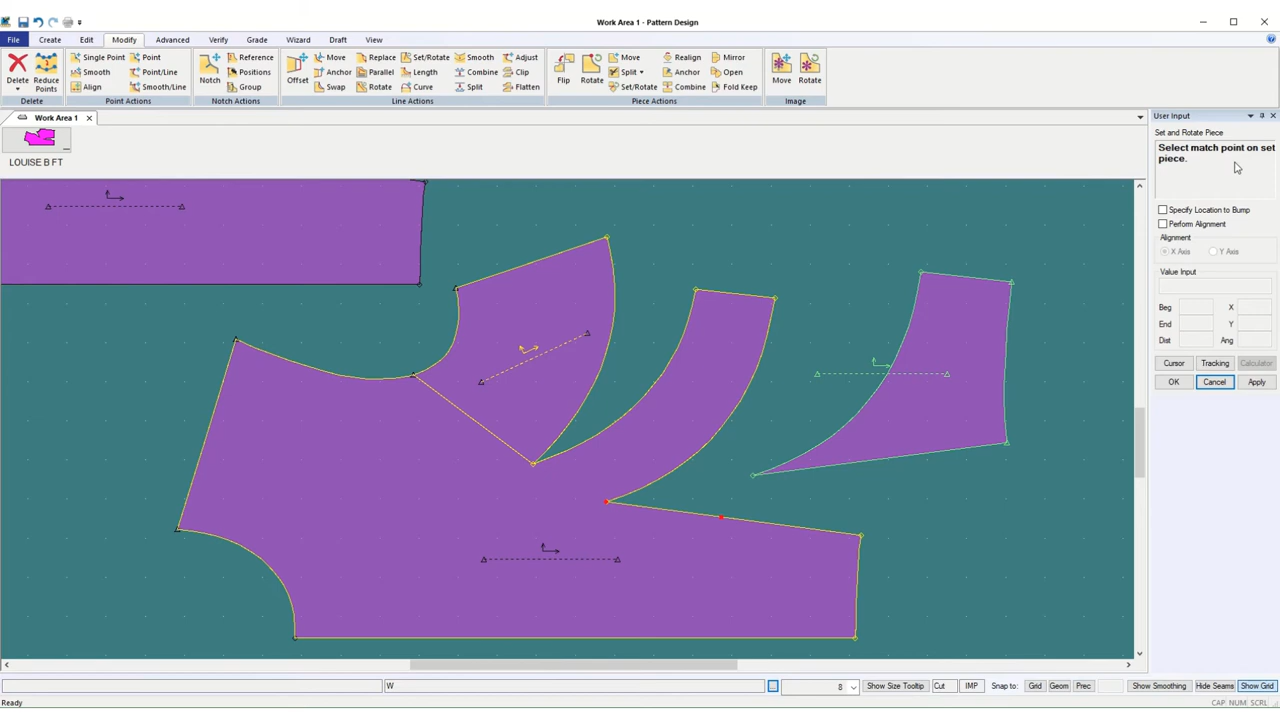 Work Area 1 - Pattern Design
File Create Edit Modify Advanced Verify Grade Wizard Draft View
Single Point Point Reference Move Replace Set/Rotate Smooth Adjust Move Realign Mirror
Delete Reduce Points Smooth Point/Line Notch Positions Offset Anchor Parallel Length Combine Clip Flip Rotate Split Anchor Open Move Rotate
Align Smooth/Line Group Swap Rotate Curve Split Flatten Set/Rotate Combine Fold Keep
Delete Point Actions Notch Actions Line Actions Piece Actions Image
Work Area 1
LOUISE B FT
User Input
Set and Rotate Piece
Select match point on set
piece.
Specify Location to Bump
Perform Alignment
Alignment
X Axis Y Axis
Value Input
Beg X
End Y
Dist Ang
Cursor Tracking Calculator
OK Cancel Apply
W ... 8 Show Size Tooltip Cut IMP Snap to: Grid Geom Prec Show Smoothing Hide Seams Show Grid
Ready CAP NUM SCRL